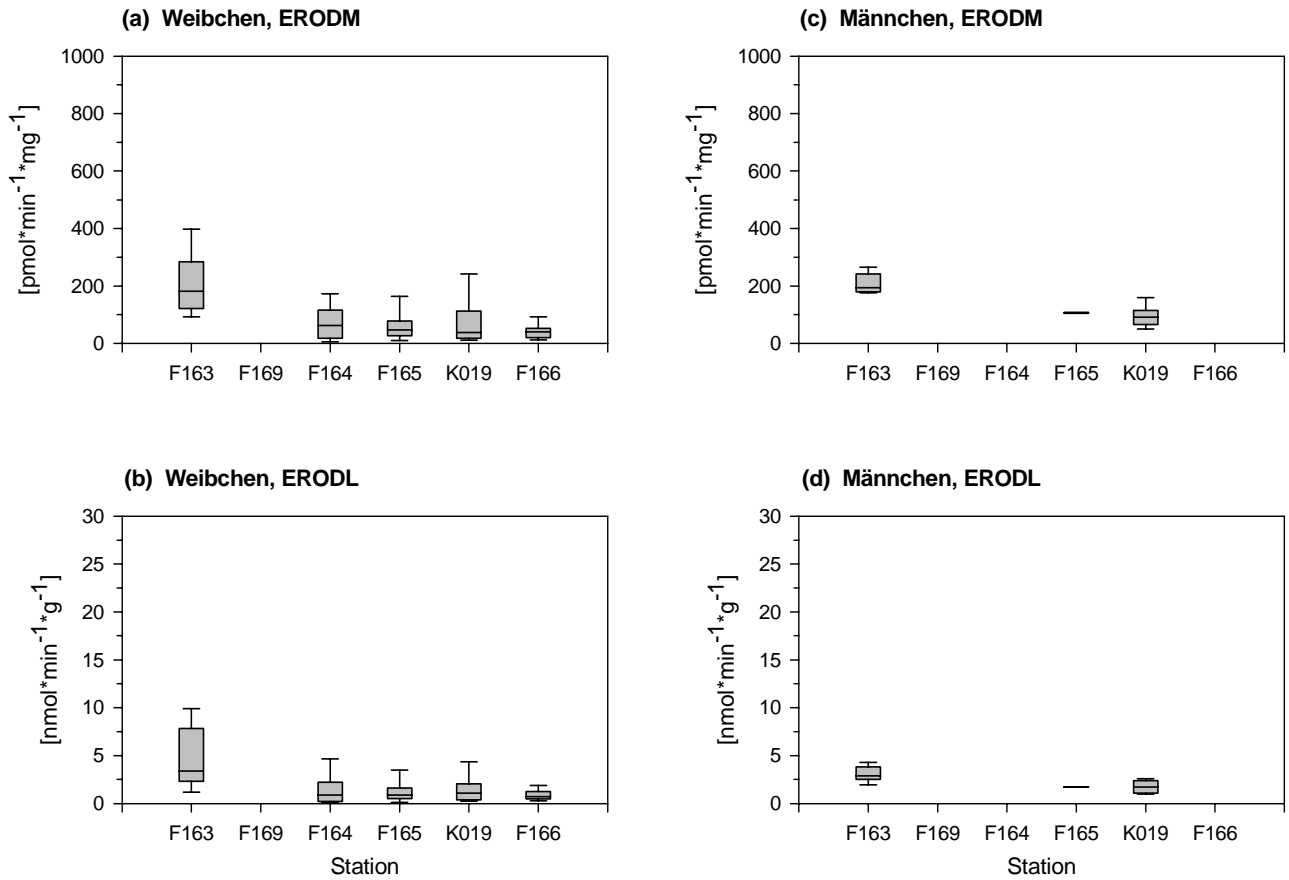 (a) Weibchen, ERODM
[pmol*min-1*mg-1]
1000
800
600
400
200
0
F163 F169 F164 F165 K019 F166
(c) Männchen, ERODM
[pmol*min-1*mg-1]
1000
800
600
400
200
0
F163 F169 F164 F165 K019 F166
(b) Weibchen, ERODL
[nmol*min-1*g-1]
30
25
20
15
10
5
0
F163 F169 F164 F165 K019 F166
Station
(d) Männchen, ERODL
[nmol*min-1*g-1]
30
25
20
15
10
5
0
F163 F169 F164 F165 K019 F166
Station